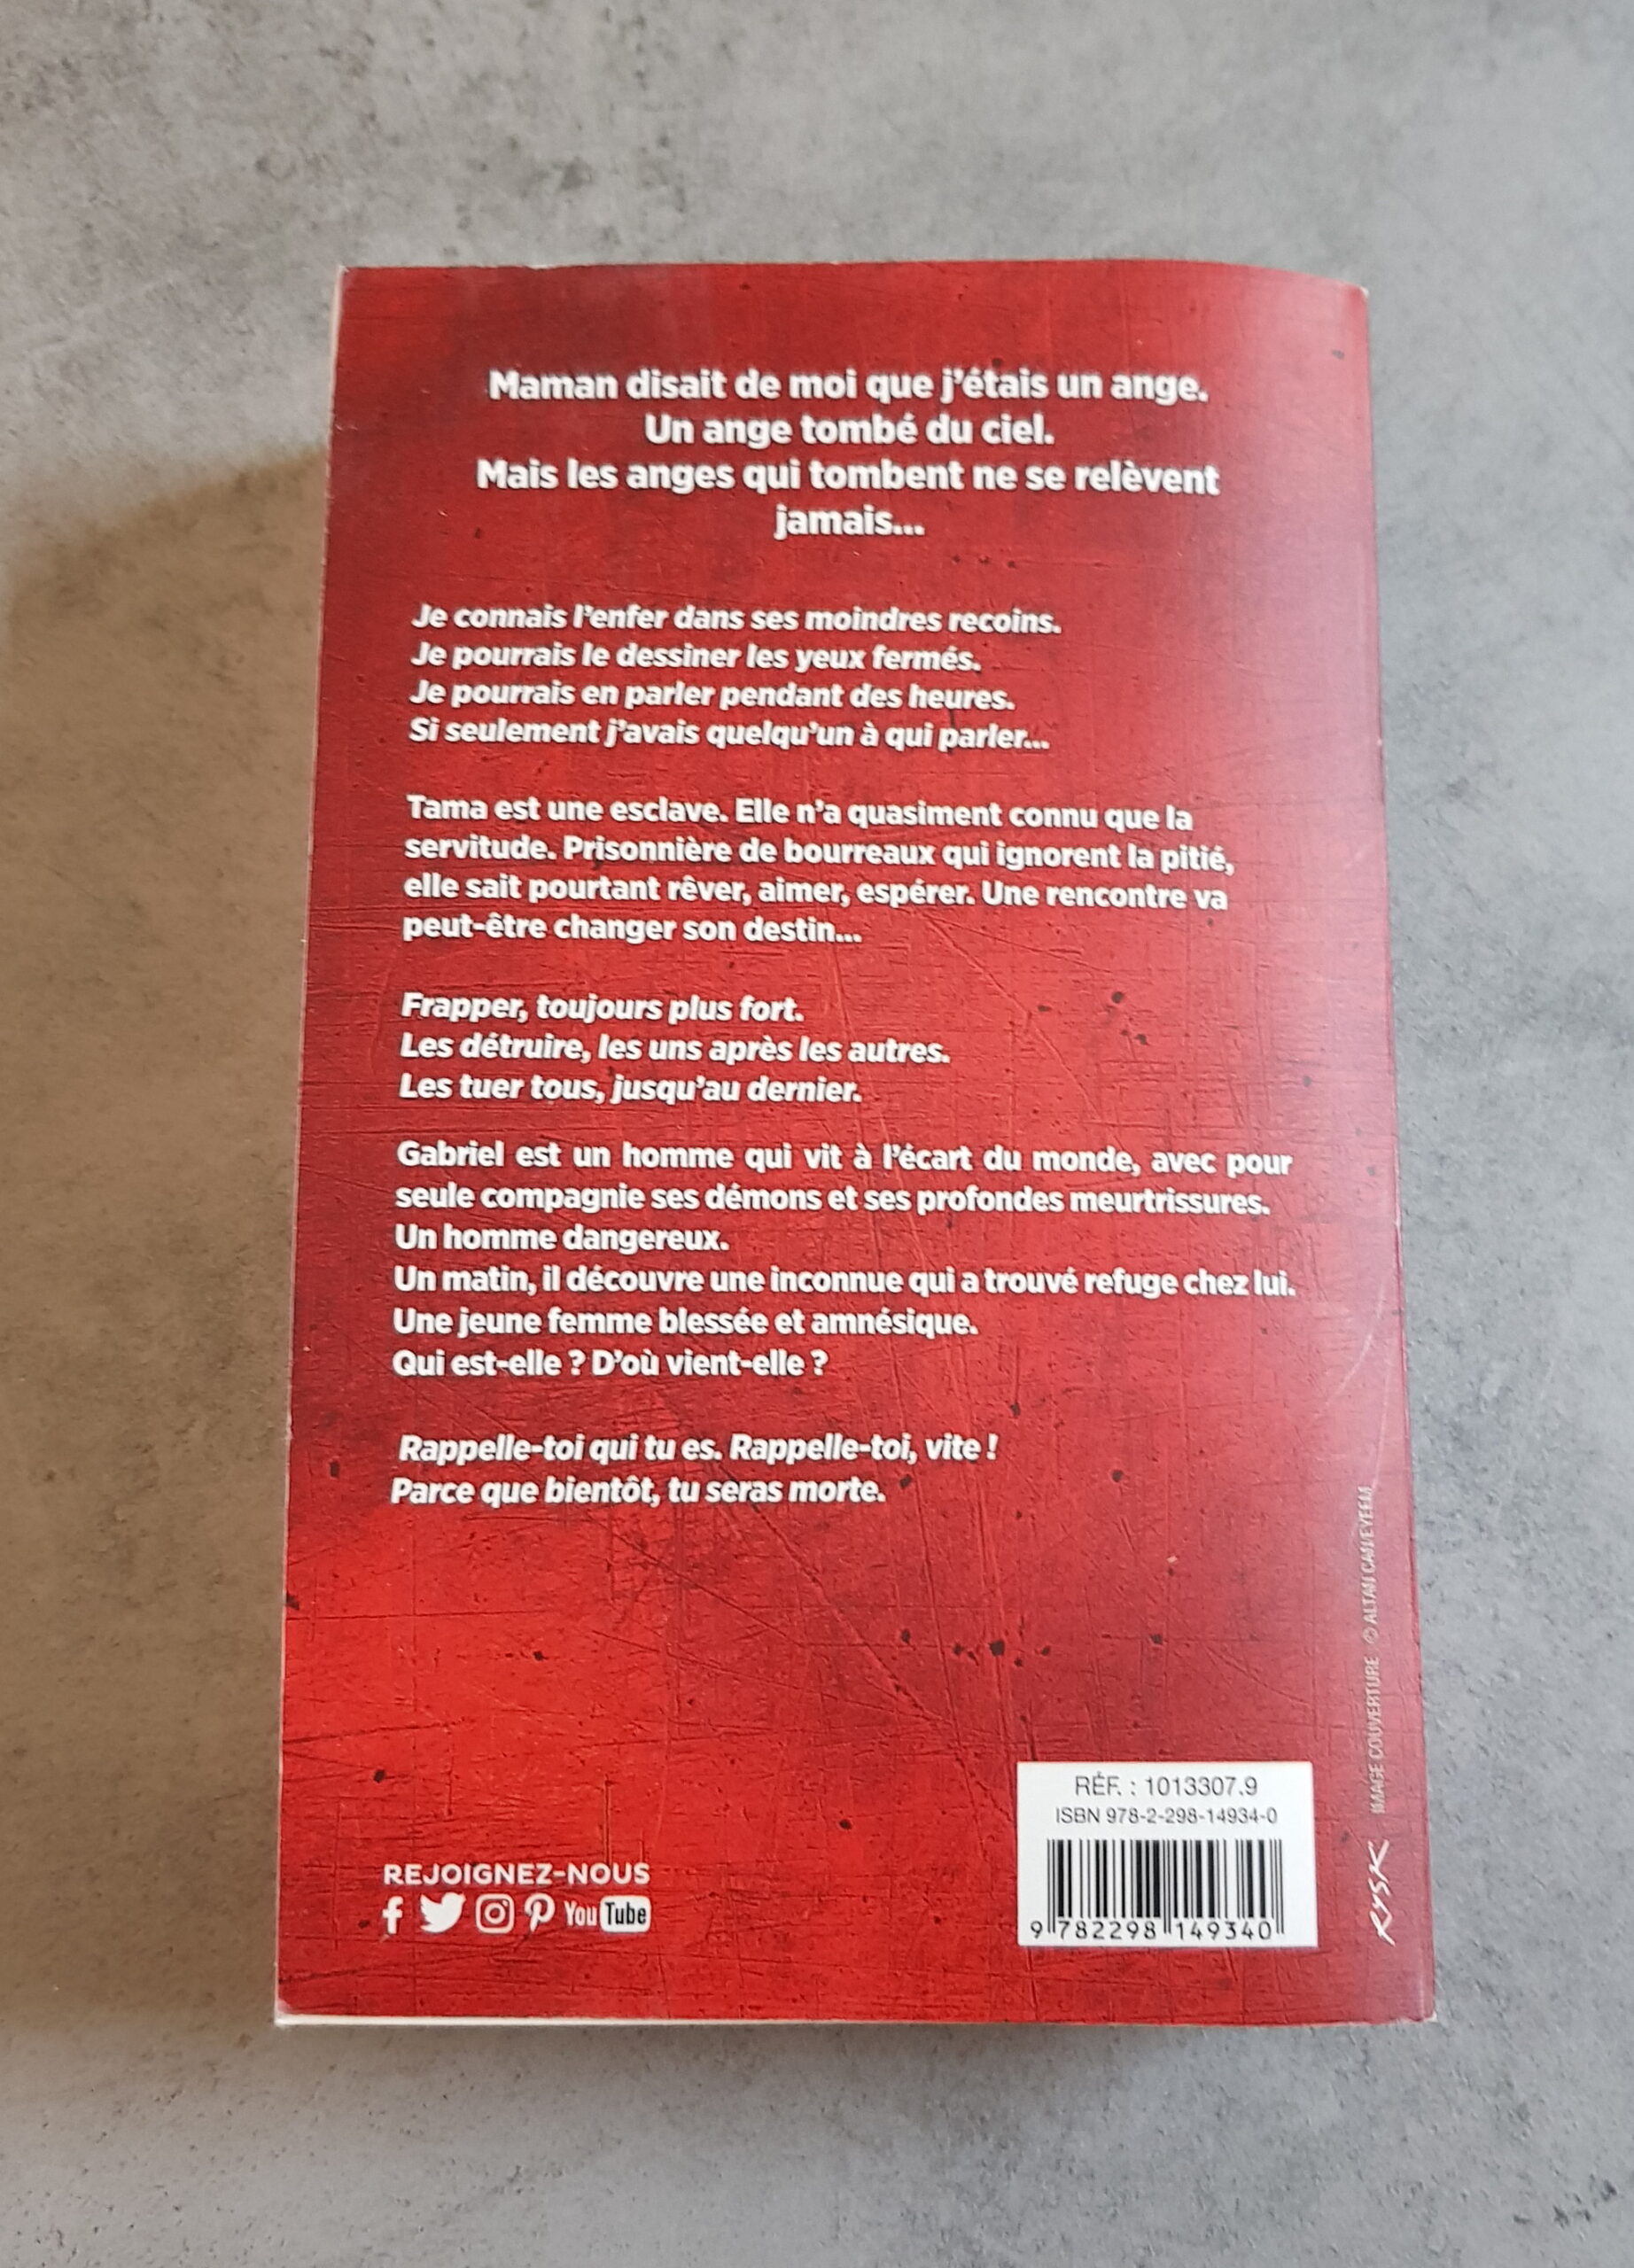 Maman disait de moi que j'étais un ange.
Un ange tombé du ciel.
Mais les anges qui tombent ne se relèvent
jamais...
Je connais l'enfer dans ses moindres recoins.
Je pourrais le dessiner les yeux fermés.
Je pourrais en parler pendant des heures.
Si seulement j'avais quelqu'un à qui parler...
Tama est une esclave. Elle n'a quasiment connu que la
servitude. Prisonnière de bourreaux qui ignorent la pitié,
elle sait pourtant rêver, aimer, espérer. Une rencontre va
peut-être changer son destin...
Frapper, toujours plus fort.
Les détruire, les uns après les autres.
Les tuer tous, jusqu'au dernier.
Gabriel est un homme qui vit à l'écart du monde, avec pour
seule compagnie ses démons et ses profondes meurtrissures.
Un homme dangereux.
Un matin, il découvre une inconnue qui a trouvé refuge chez lui.
Une jeune femme blessée et amnésique.
Qui est-elle ? D'où vient-elle ?
Rappelle-toi qui tu es. Rappelle-toi, vite !
Parce que bientôt, tu seras morte.
REJOIGNEZ-NOUS
You Tube
RÉF. : 1013307.9
ISBN 978-2-298-14934-0
9 782298 149340
IMAGE COUVERTURE © ALTAN CAN/EYEEM
RYSK